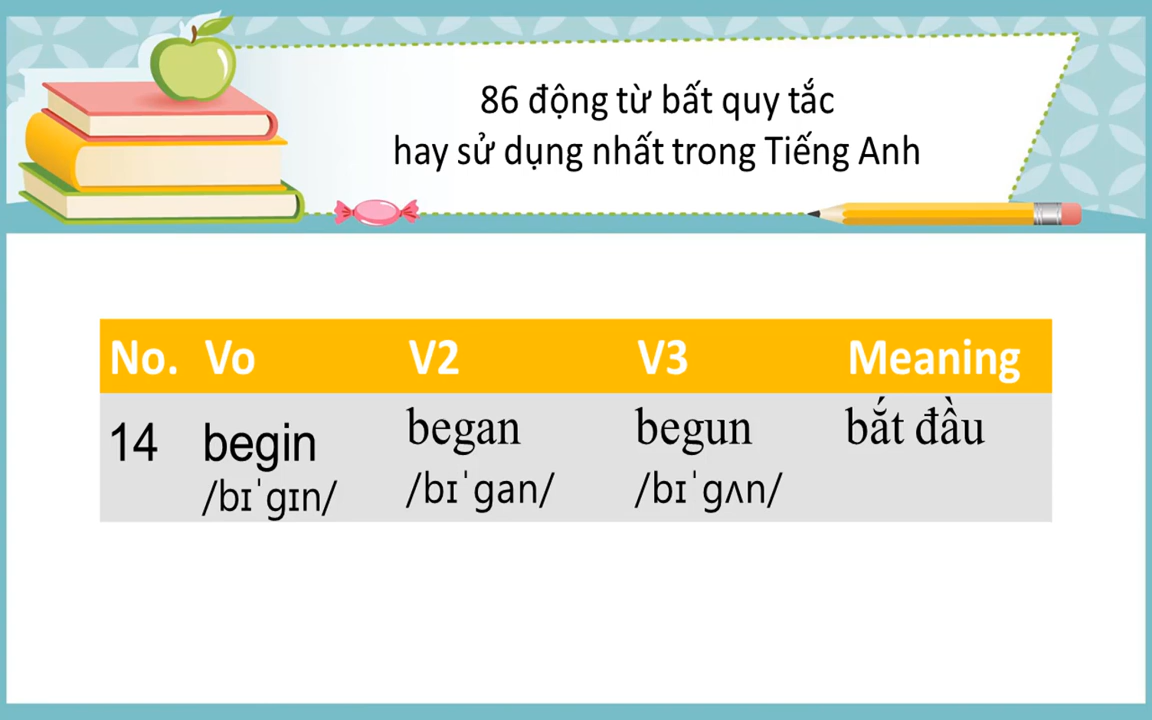 86 động từ bất quy tắc
hay sử dụng nhất trong Tiếng Anh
No. Vo V2 V3 Meaning
14 begin began begun bắt đầu
/bɪˈgɪn/ /bɪˈgan/ /bɪˈgʌn/